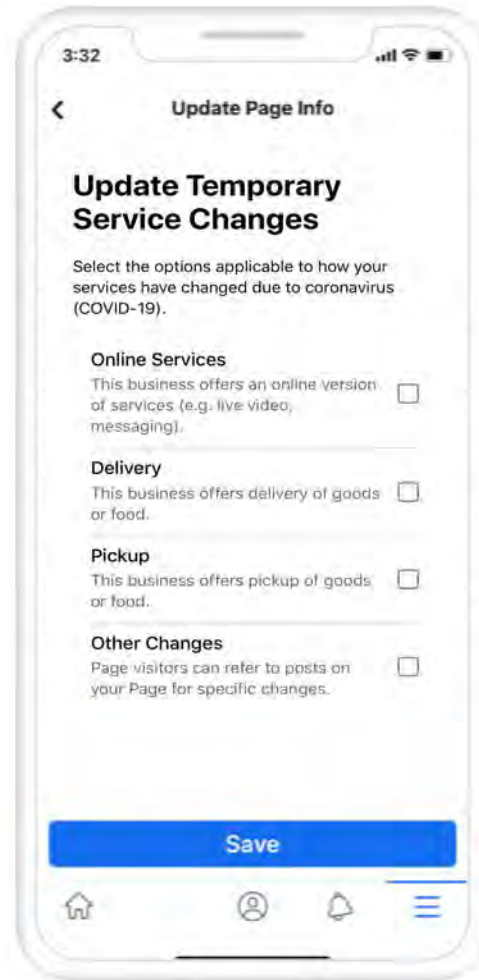 3:32
Update Page Info
Update Temporary
Service Changes
Select the options applicable to how your
services have changed due to coronavirus
(COVID-19).
Online Services
This business offers an online version
of services (e.g. live video,
messaging).
Delivery
This business offers delivery of goods
or food.
Pickup
This business offers pickup of goods
or food.
Other Changes
Page visitors can refer to posts on
your Page for specific changes.
Save